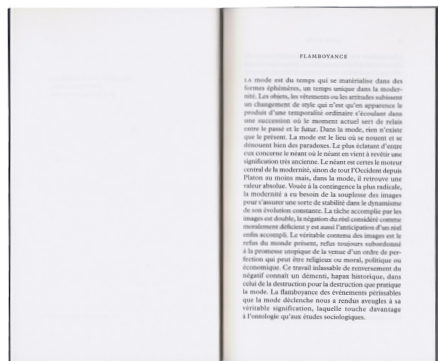 FLAMBOYANCE
LA mode est du temps qui se matérialise dans des
formes éphémères, un temps unique dans la moder-
nité. Les objets, les vêtements ou les attitudes subissent
un changement de style qui n'est qu'en apparence le
produit d'une temporalité ordinaire s'écoulant dans
une succession où le moment actuel sert de relais
entre le passé et le futur. Dans la mode, rien n'existe
que le présent. La mode est le lieu où se nouent et se
dénouent bien des paradoxes. Le plus éclatant d'entre
eux concerne le néant où le néant en vient à revêtir une
signification très ancienne. Le néant est certes le moteur
central de la modernité, sinon de tout l'Occident depuis
Platon au moins mais, dans la mode, il retrouve une
valeur absolue. Vouée à la contingence la plus radicale,
la modernité a eu besoin de la souplesse des images
pour s'assurer une sorte de stabilité dans le dynamisme
de son évolution constante. La tâche accomplie par les
images est double, la négation du réel considéré comme
moralement déficient y est aussi l'anticipation d'un réel
enfin accompli. Le véritable contenu des images est le
refus du monde présent, refus toujours subordonné
à la promesse utopique de la venue d'un ordre de per-
fection qui peut être religieux ou moral, politique ou
économique. Ce travail inlassable de renversement du
négatif connaît un démenti, hapax historique, dans
celui de la destruction pour la destruction que pratique
la mode. La flamboyance des événements périssables
que la mode déclenche nous a rendus aveugles à sa
véritable signification, laquelle touche davantage
à l'ontologie qu'aux études sociologiques.